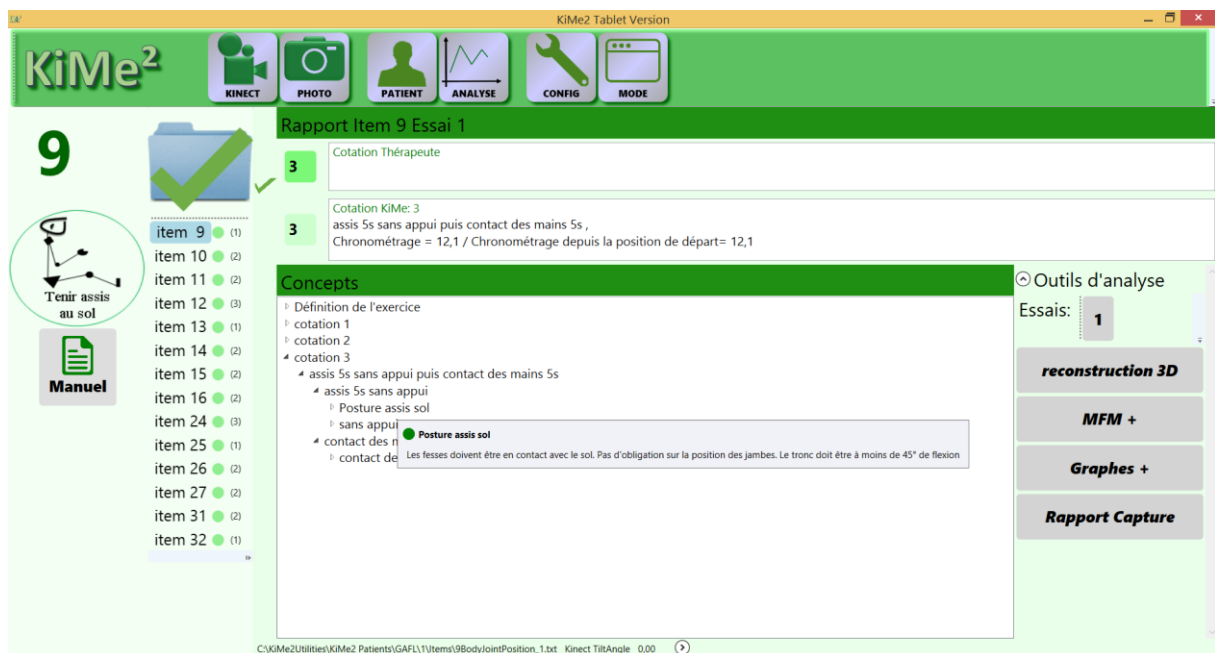 KiMe2 Tablet Version
KiMe²
KINECT
PHOTO
PATIENT
ANALYSE
CONFIG
MODE
9
Tenir assis
au sol
Manuel
item 9 (1)
item 10 (2)
item 11 (2)
item 12 (3)
item 13 (1)
item 14 (2)
item 15 (2)
item 16 (2)
item 24 (3)
item 25 (1)
item 26 (2)
item 27 (2)
item 31 (2)
item 32 (1)
Rapport Item 9 Essai 1
3
Cotation Thérapeute
3
Cotation KiMe: 3
assis 5s sans appui puis contact des mains 5s ,
Chronométrage = 12,1 / Chronométrage depuis la position de départ= 12,1
Concepts
Définition de l'exercice
cotation 1
cotation 2
cotation 3
assis 5s sans appui puis contact des mains 5s
assis 5s sans appui
Posture assis sol
sans appui
contact des
contact de
Posture assis sol
Les fesses doivent être en contact avec le sol. Pas d'obligation sur la position des jambes. Le tronc doit être à moins de 45° de flexion
Outils d'analyse
Essais: 1
reconstruction 3D
MFM +
Graphes +
Rapport Capture
C:\KiMe2Utilities\KiMe2 Patients\GAFL\1\Items\9BodyJointPosition_1.txt Kinect TiltAngle 0,00